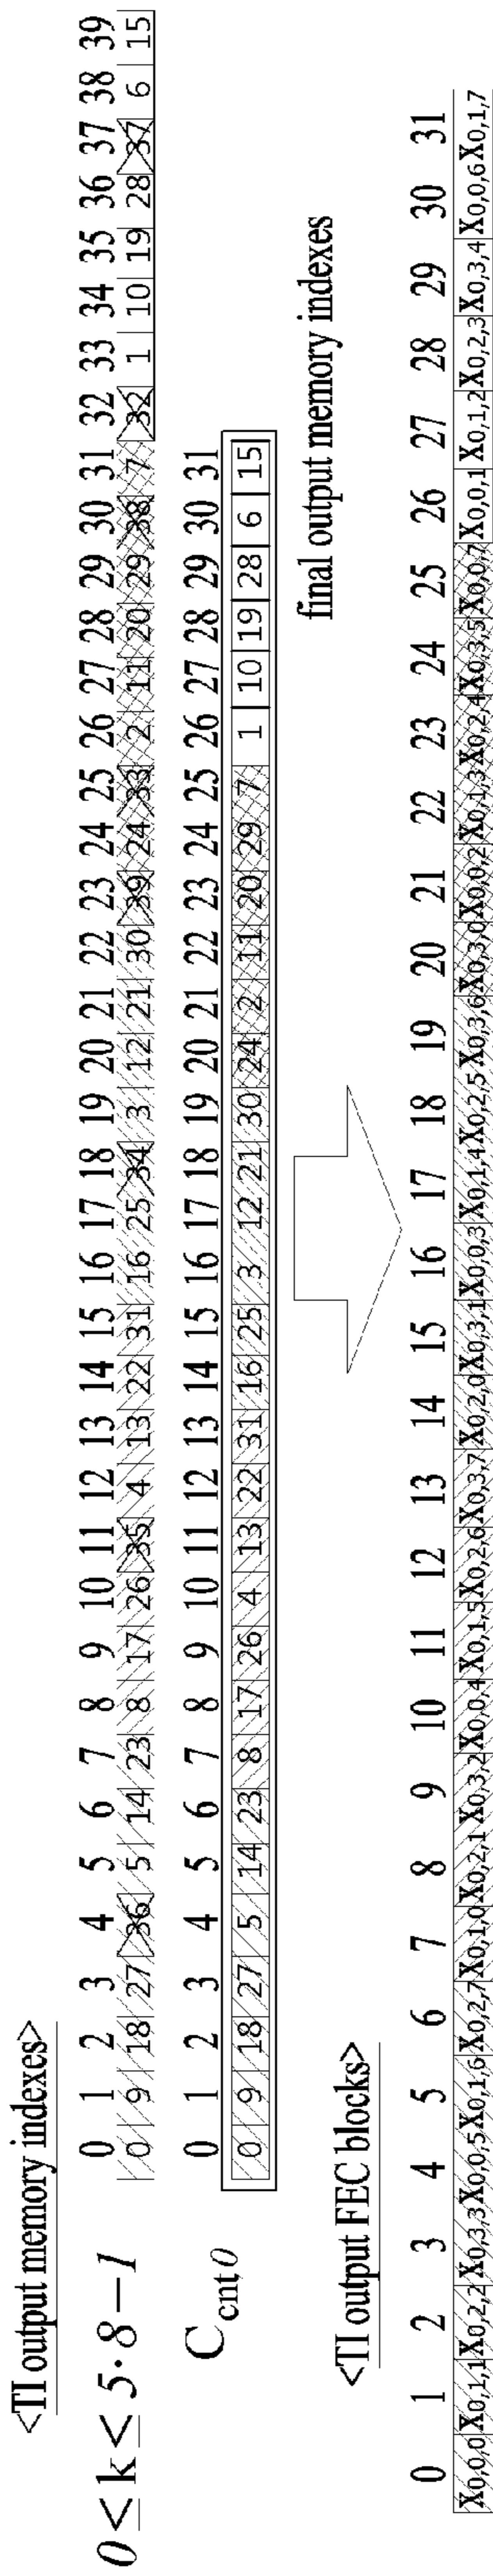 <TI output memory indexes>
0 1 2 3 4 5 6 7 8 9 10 11 12 13 14 15 16 17 18 19 20 21 22 23 24 25 26 27 28 29 30 31 32 33 34 35 36 37 38 39
0≤k≤5·8−1 0 9 18 27 36 5 14 23 8 17 26 35 4 13 22 31 16 25 34 3 12 21 30 39 24 33 2 11 20 29 38 7 32 1 10 19 28 37 6 15
0 1 2 3 4 5 6 7 8 9 10 11 12 13 14 15 16 17 18 19 20 21 22 23 24 25 26 27 28 29 30 31
Ccnt0 0 9 18 27 5 14 23 8 17 26 4 13 22 31 16 25 3 12 21 30 24 2 11 20 29 7 1 10 19 28 6 15
final output memory indexes
<TI output FEC blocks>
0 1 2 3 4 5 6 7 8 9 10 11 12 13 14 15 16 17 18 19 20 21 22 23 24 25 26 27 28 29 30 31
X0,0,0 X0,1,1 X0,2,2 X0,3,3 X0,0,5 X0,1,6 X0,2,7 X0,1,0 X0,2,1 X0,3,2 X0,0,4 X0,1,5 X0,2,6 X0,3,7 X0,2,0 X0,3,1 X0,0,3 X0,1,4 X0,2,5 X0,3,6 X0,3,0 X0,0,2 X0,1,3 X0,2,4 X0,3,5 X0,0,7 X0,0,1 X0,1,2 X0,2,3 X0,3,4 X0,0,6 X0,1,7